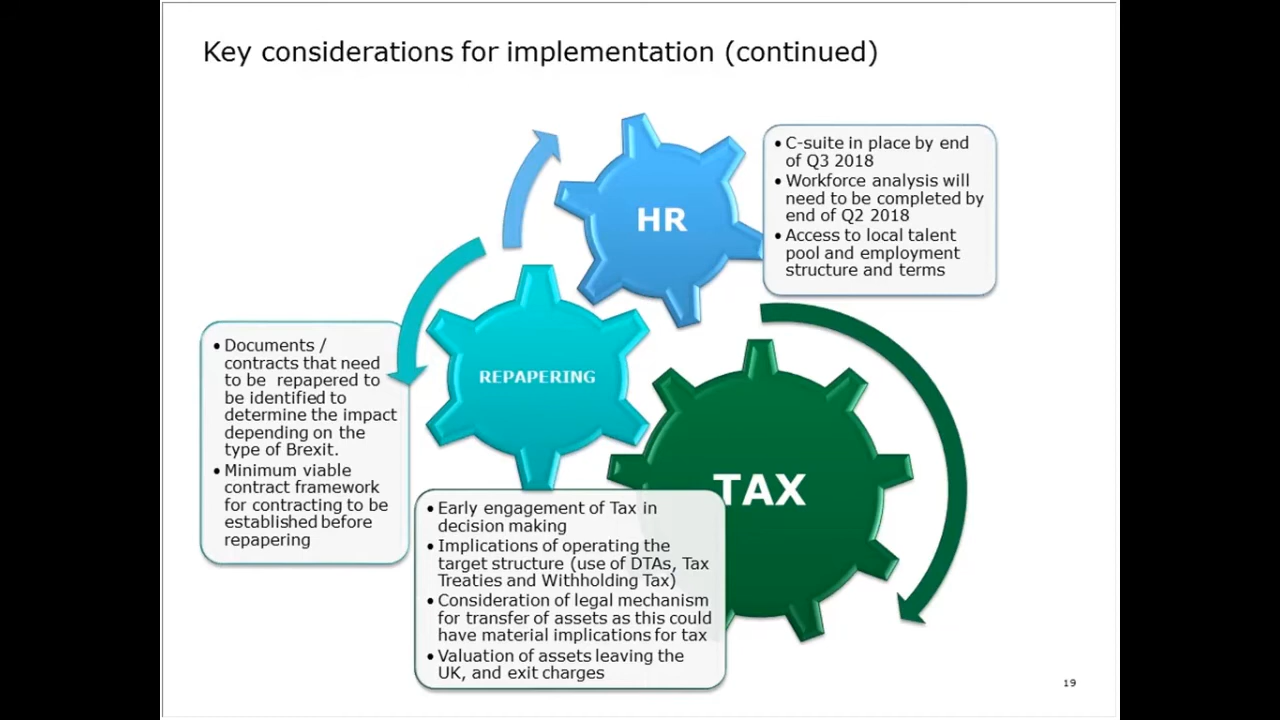 Key considerations for implementation (continued)
HR
• C-suite in place by end
of Q3 2018
• Workforce analysis will
need to be completed by
end of Q2 2018
• Access to local talent
pool and employment
structure and terms
REPAPERING
• Documents /
contracts that need
to be repapered to
be identified to
determine the impact
depending on the
type of Brexit.
• Minimum viable
contract framework
for contracting to be
established before
repapering
TAX
• Early engagement of Tax in
decision making
• Implications of operating the
target structure (use of DTAs, Tax
Treaties and Withholding Tax)
• Consideration of legal mechanism
for transfer of assets as this could
have material implications for tax
• Valuation of assets leaving the
UK, and exit charges
19